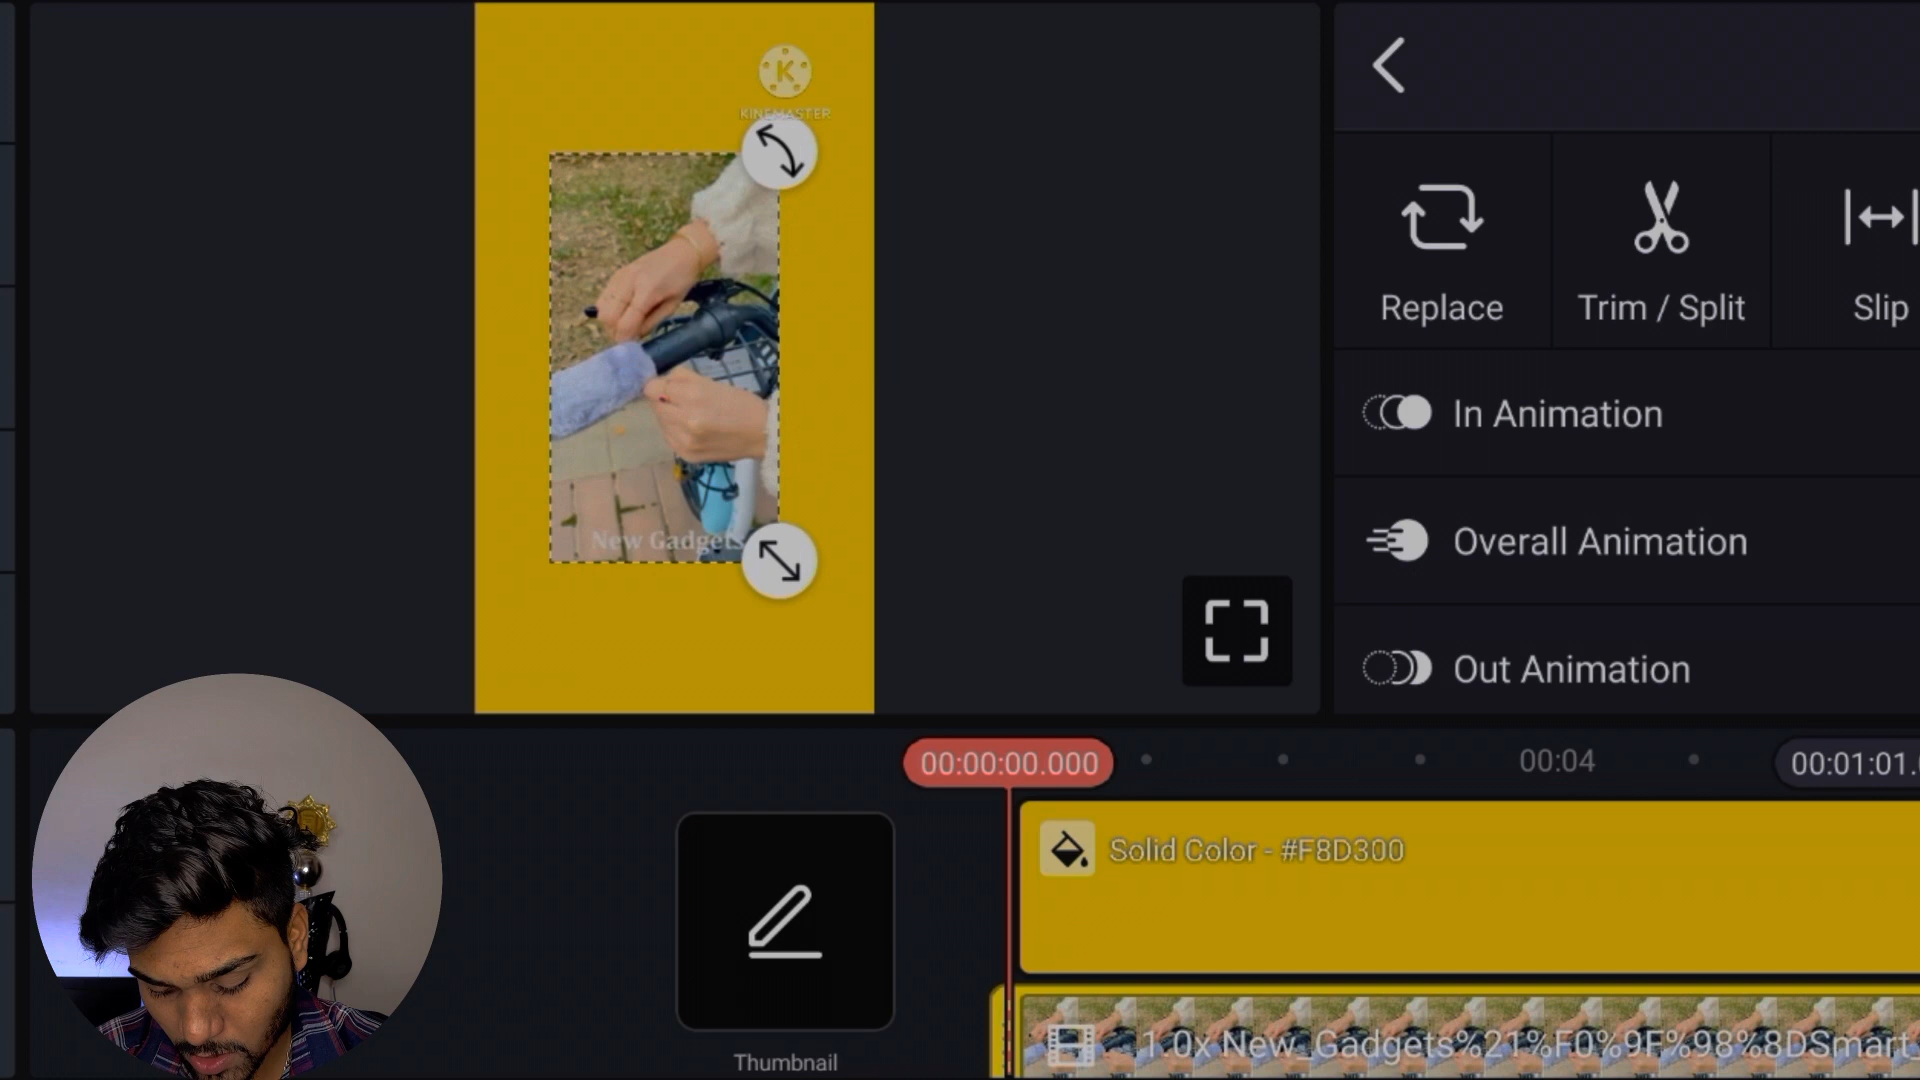 K
KINEMASTER
New Gadgets
Replace
Trim / Split
Slip
In Animation
Overall Animation
Out Animation
00:00:00.000
00:04
00:01:01.
Solid Color - #F8D300
Thumbnail
1.0x New_Gadgets%21%F0%9F%98%8DSmart_